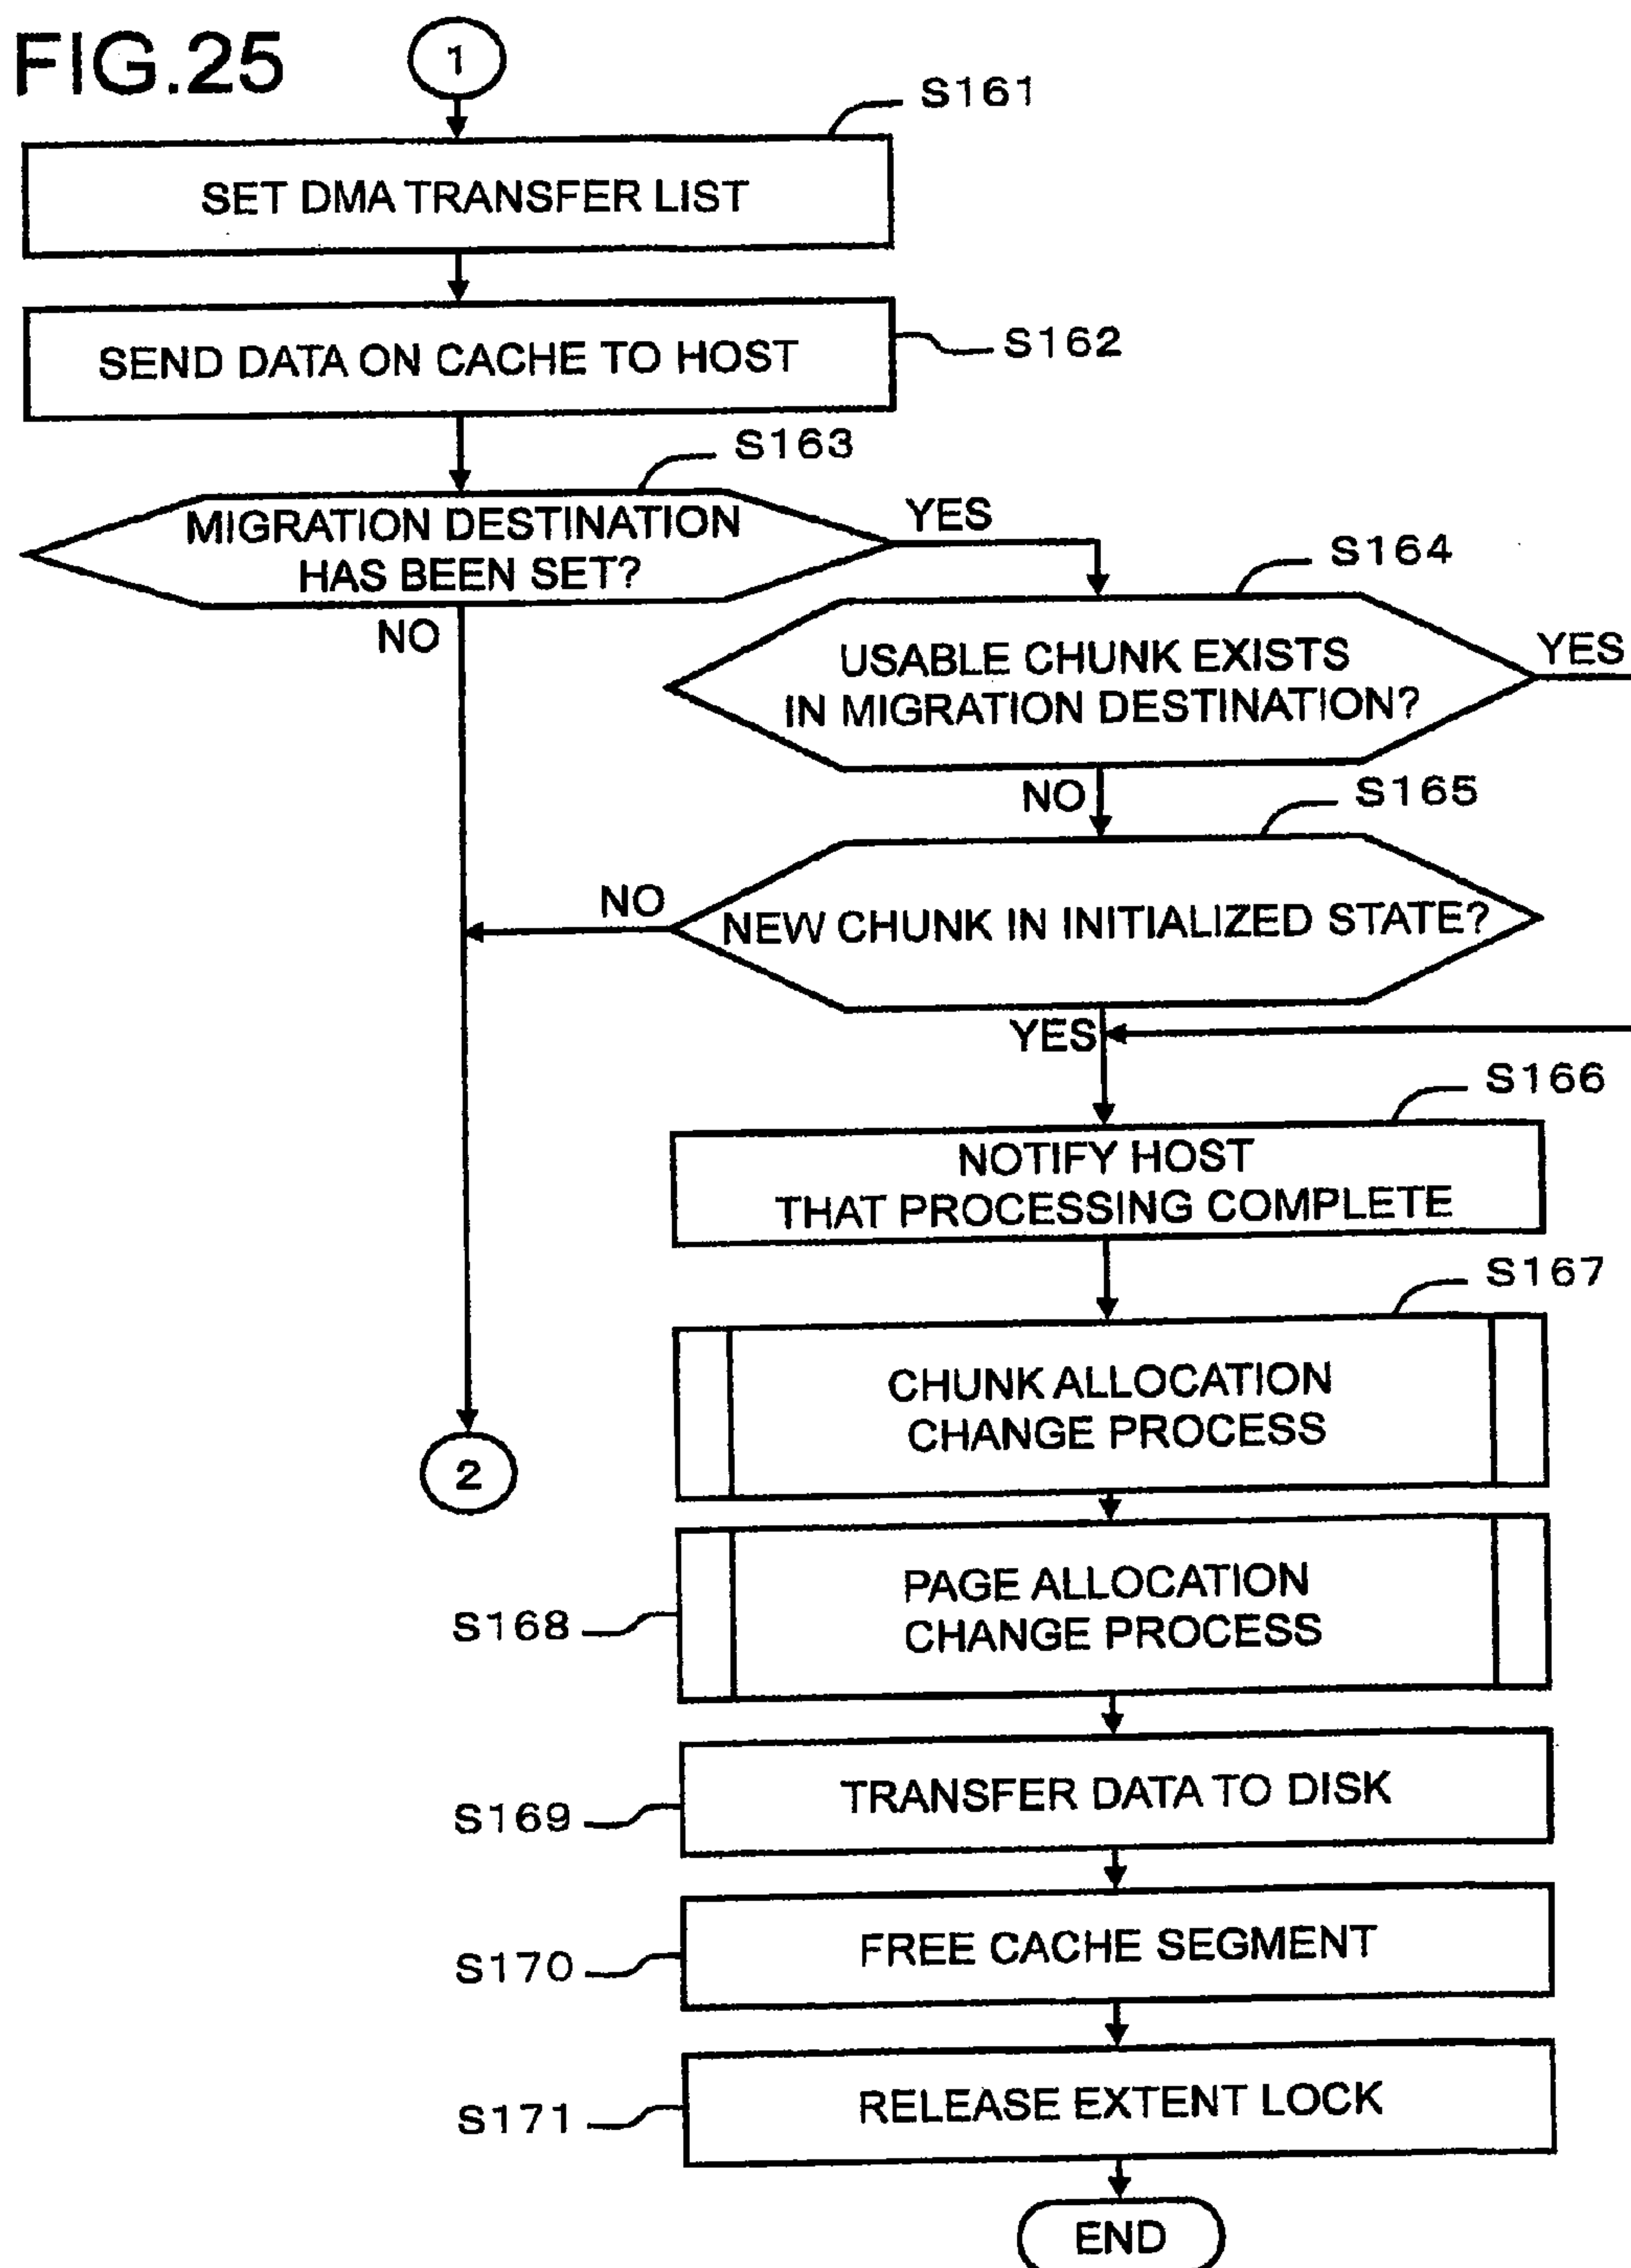 FIG.25
1
S161
SET DMA TRANSFER LIST
SEND DATA ON CACHE TO HOST
S162
S163
MIGRATION DESTINATION
HAS BEEN SET?
YES
NO
S164
USABLE CHUNK EXISTS
IN MIGRATION DESTINATION?
YES
NO
S165
NEW CHUNK IN INITIALIZED STATE?
NO
YES
S166
NOTIFY HOST
THAT PROCESSING COMPLETE
S167
CHUNK ALLOCATION
CHANGE PROCESS
2
PAGE ALLOCATION
CHANGE PROCESS
S168
TRANSFER DATA TO DISK
S169
FREE CACHE SEGMENT
S170
RELEASE EXTENT LOCK
S171
END